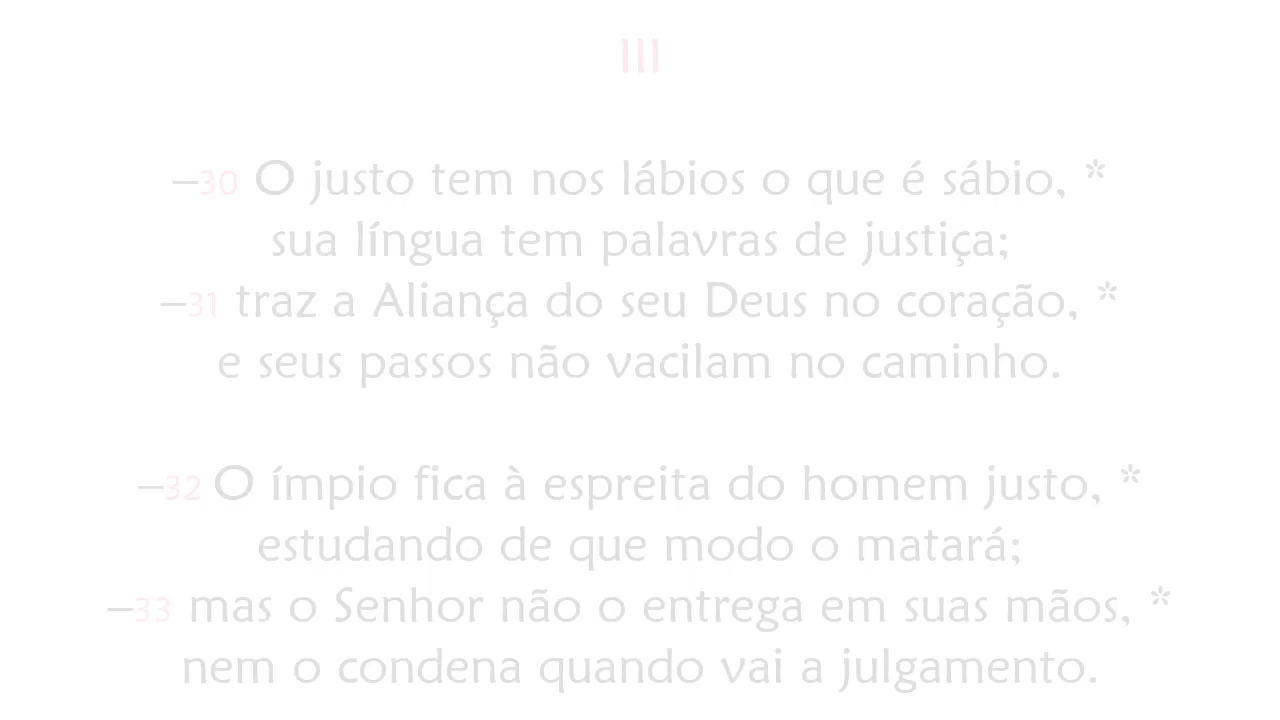 III
–30 O justo tem nos lábios o que é sábio, *
sua língua tem palavras de justiça;
–31 traz a Aliança do seu Deus no coração, *
e seus passos não vacilam no caminho.
–32 O ímpio fica à espreita do homem justo, *
estudando de que modo o matará;
–33 mas o Senhor não o entrega em suas mãos, *
nem o condena quando vai a julgamento.